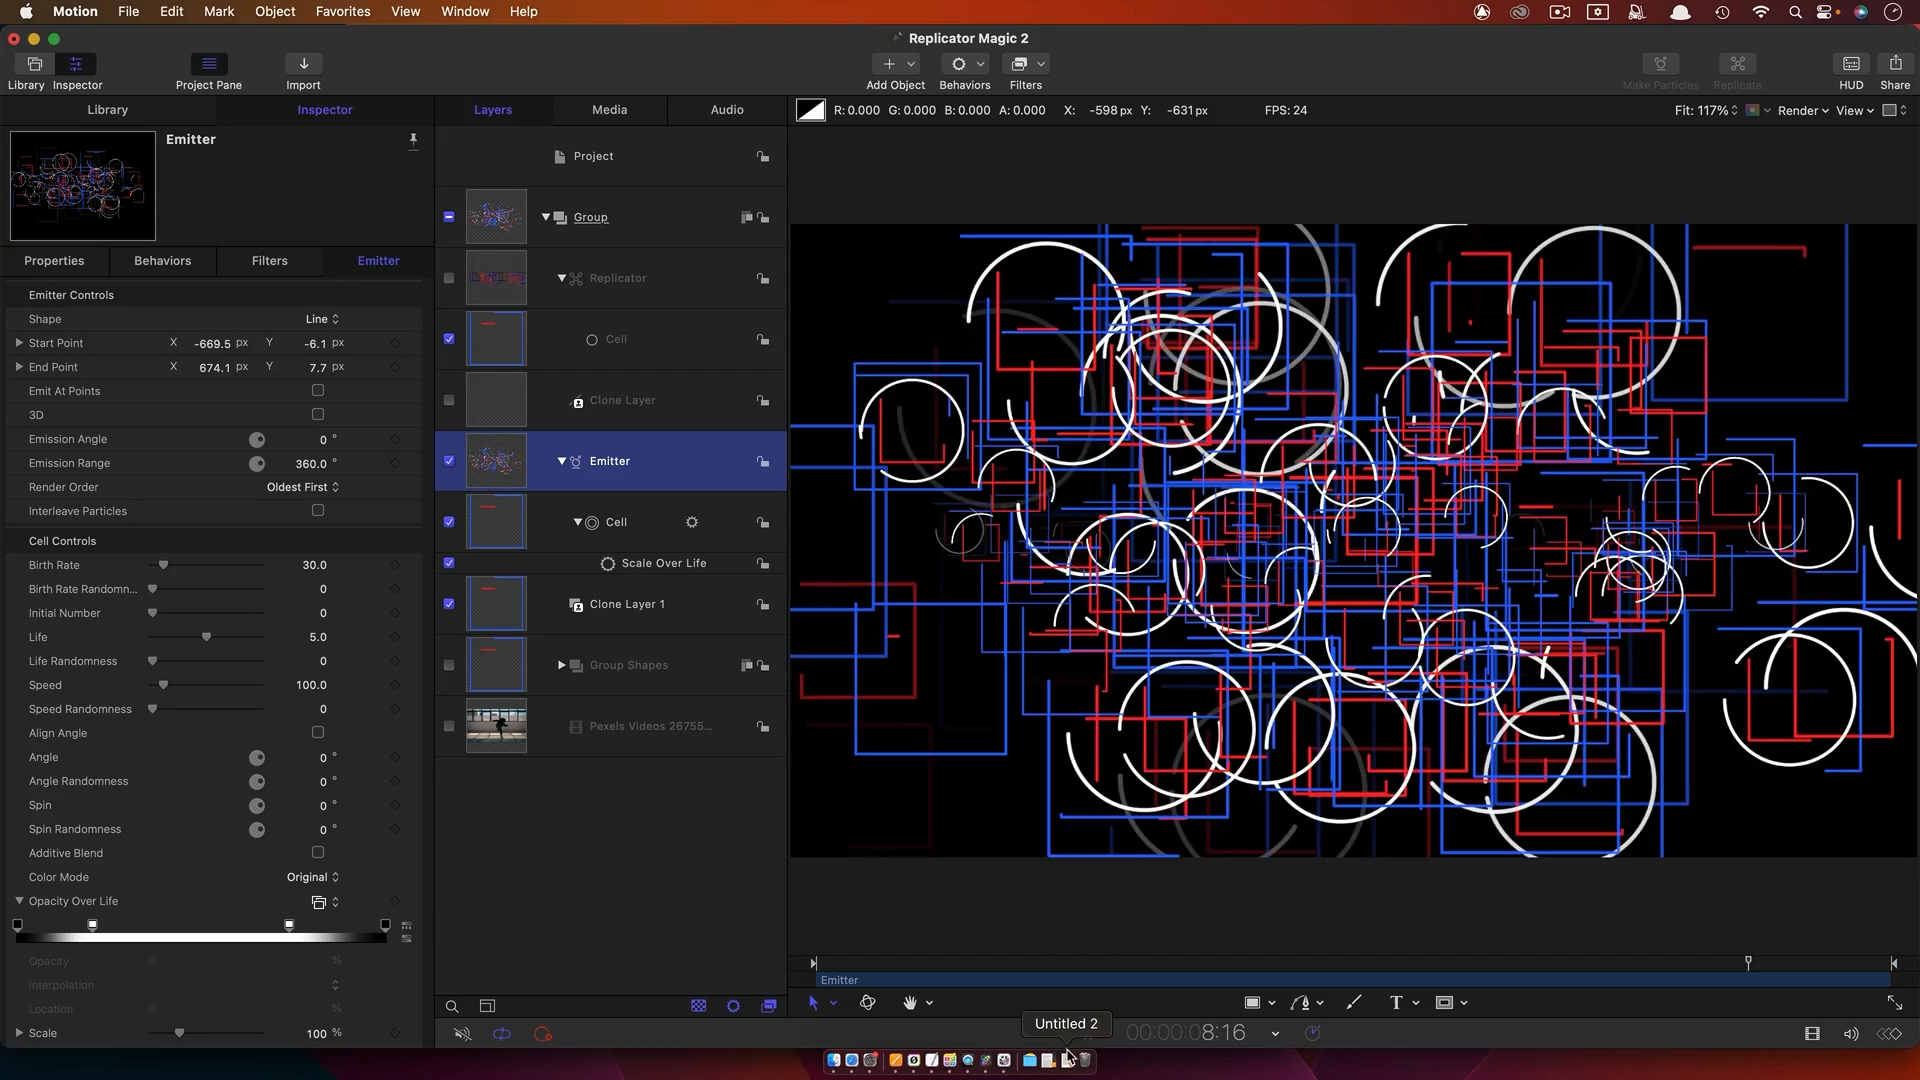 Motion File Edit Mark Object Favorites View Window Help
Replicator Magic 2
Library Inspector Project Pane Import Add Object Behaviors Filters Make Particles Replicate HUD Share
Library Inspector Layers Media Audio R: 0.000 G: 0.000 B: 0.000 A: 0.000 X: -598 px Y: -631 px FPS: 24 Fit: 117% Render View
Emitter
Properties Behaviors Filters Emitter
Emitter Controls
Shape Line
Start Point X -669.5 px Y -6.1 px
End Point X 674.1 px Y 7.7 px
Emit At Points
3D
Emission Angle 0 °
Emission Range 360.0 °
Render Order Oldest First
Interleave Particles
Cell Controls
Birth Rate 30.0
Birth Rate Randomn... 0
Initial Number 0
Life 5.0
Life Randomness 0
Speed 100.0
Speed Randomness 0
Align Angle
Angle 0 °
Angle Randomness 0 °
Spin 0 °
Spin Randomness 0 °
Additive Blend
Color Mode Original
Opacity Over Life
Opacity %
Interpolation
Location %
Scale 100 %
Project
Group
Replicator
Cell
Clone Layer
Emitter
Cell
Scale Over Life
Clone Layer 1
Group Shapes
Pexels Videos 26755...
Emitter
T
Untitled 2
00:00:08:16